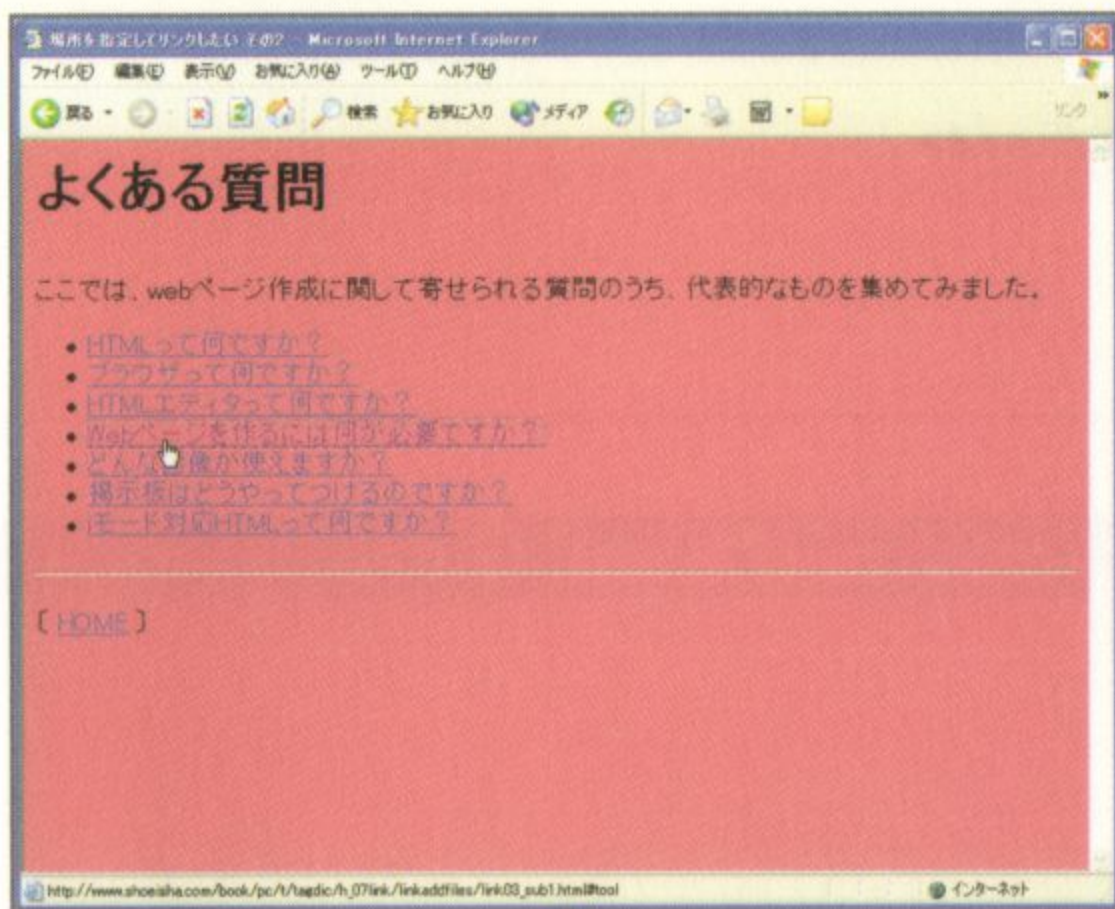 場所を指定してリンクしたい その2 - Microsoft Internet Explorer
ファイル(F) 編集(E) 表示(V) お気に入り(A) ツール(T) ヘルプ(H)
戻る 検索 お気に入り メディア リンク »
よくある質問
ここでは、webページ作成に関して寄せられる質問のうち、代表的なものを集めてみました。
• HTMLって何ですか？
• ブラウザって何ですか？
• HTMLエディタって何ですか？
• Webページを作るには何が必要ですか？
• どんな画像が使えますか？
• 掲示板はどうやってつけるのですか？
• iモード対応HTMLって何ですか？
[ HOME ]
http://www.shoeisha.com/book/pc/t/tagdic/h_07link/linkaddfiles/link03_sub1.html#tool インターネット